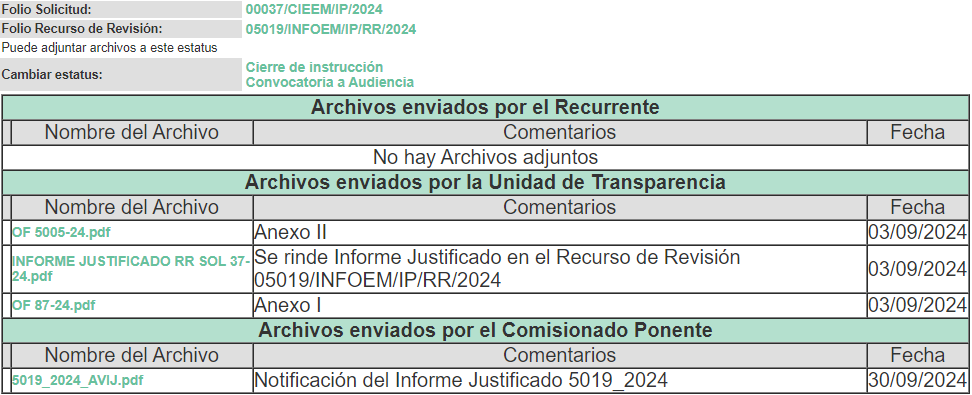 Folio Solicitud: 00037/CIEEM/IP/2024
Folio Recurso de Revisión: 05019/INFOEM/IP/RR/2024
Puede adjuntar archivos a este estatus
Cambiar estatus: Cierre de instrucción
Convocatoria a Audiencia
Archivos enviados por el Recurrente
Nombre del Archivo Comentarios Fecha
No hay Archivos adjuntos
Archivos enviados por la Unidad de Transparencia
Nombre del Archivo Comentarios Fecha
OF 5005-24.pdf Anexo II 03/09/2024
INFORME JUSTIFICADO RR SOL 37-
24.pdf
Se rinde Informe Justificado en el Recurso de Revisión
05019/INFOEM/IP/RR/2024
03/09/2024
OF 87-24.pdf Anexo I 03/09/2024
Archivos enviados por el Comisionado Ponente
Nombre del Archivo Comentarios Fecha
5019_2024_AVIJ.pdf Notificación del Informe Justificado 5019_2024 30/09/2024